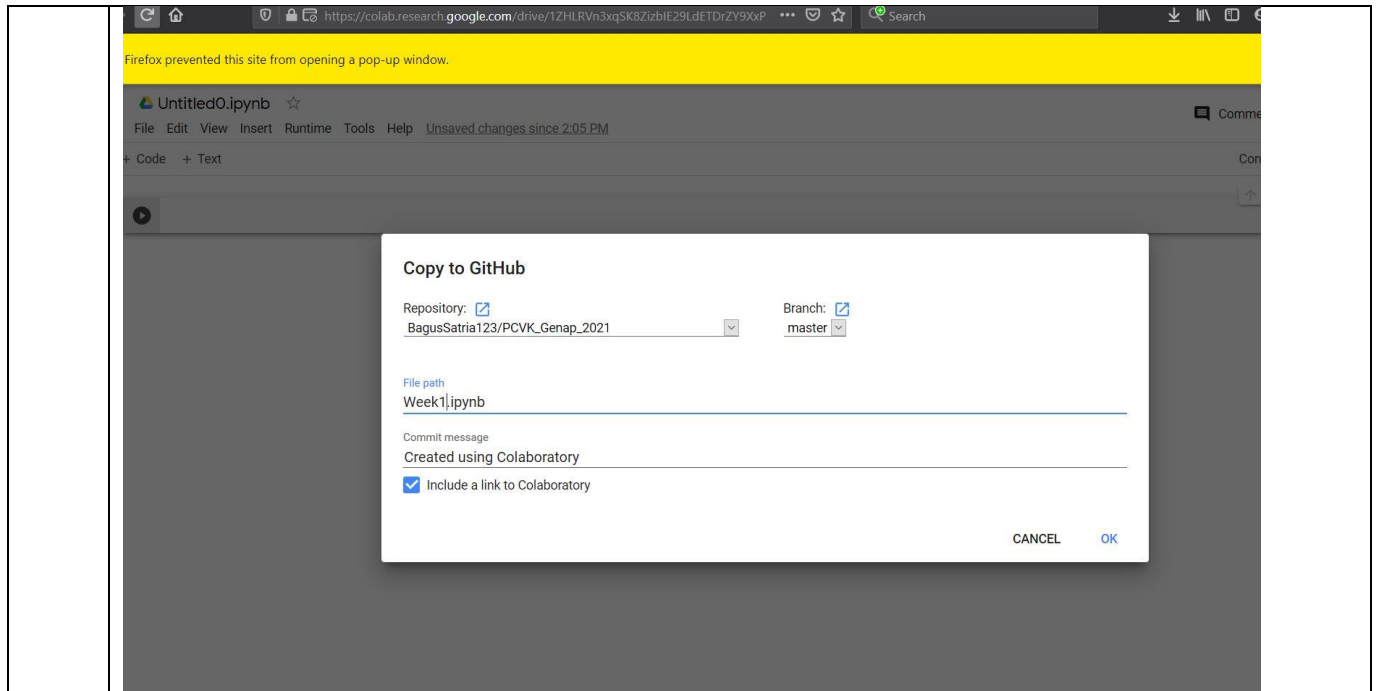 https://colab.research.google.com/drive/1ZHLRVn3xqSK8ZizbIE29LdETDrZY9XxP ••• Search
Firefox prevented this site from opening a pop-up window.
Untitled0.ipynb
File Edit View Insert Runtime Tools Help Unsaved changes since 2:05 PM
Comme
+ Code + Text
Con
Copy to GitHub
Repository: Branch:
BagusSatria123/PCVK_Genap_2021 master
File path
Week1.ipynb
Commit message
Created using Colaboratory
Include a link to Colaboratory
CANCEL OK